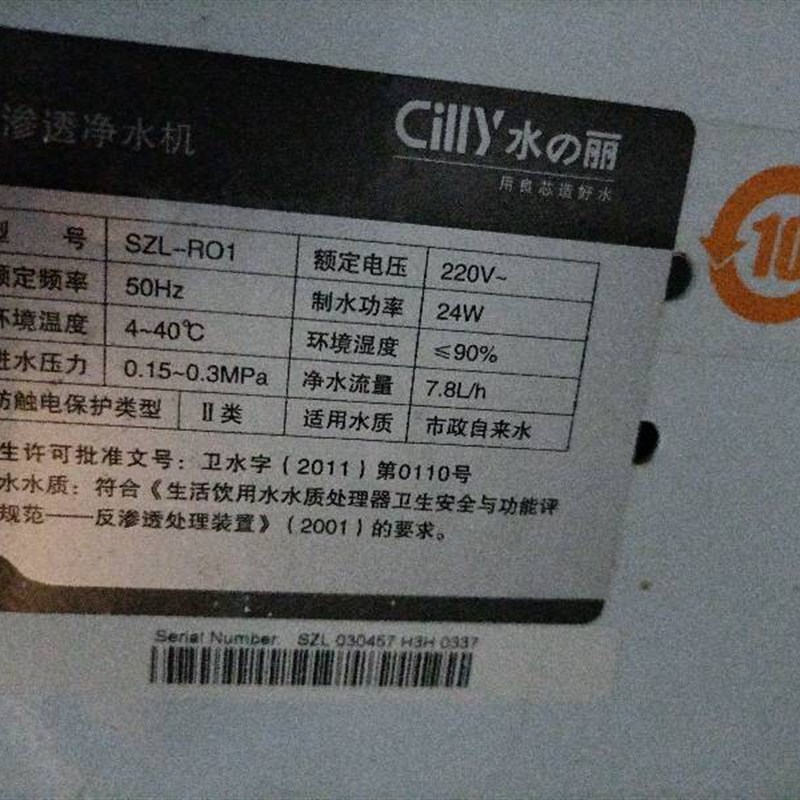 渗透净水机
Cilly水の丽
用良芯造好水
型 号 SZL-RO1 额定电压 220V~
额定频率 50Hz 制水功率 24W
环境温度 4~40℃ 环境湿度 ≤90%
进水压力 0.15~0.3MPa 净水流量 7.8L/h
防触电保护类型 Ⅱ类 适用水质 市政自来水
生许可批准文号：卫水字（2011）第0110号
水水质：符合《生活饮用水水质处理器卫生安全与功能评
规范——反渗透处理装置》（2001）的要求。
Serial Number: SZL 030457 H3H 0337
10